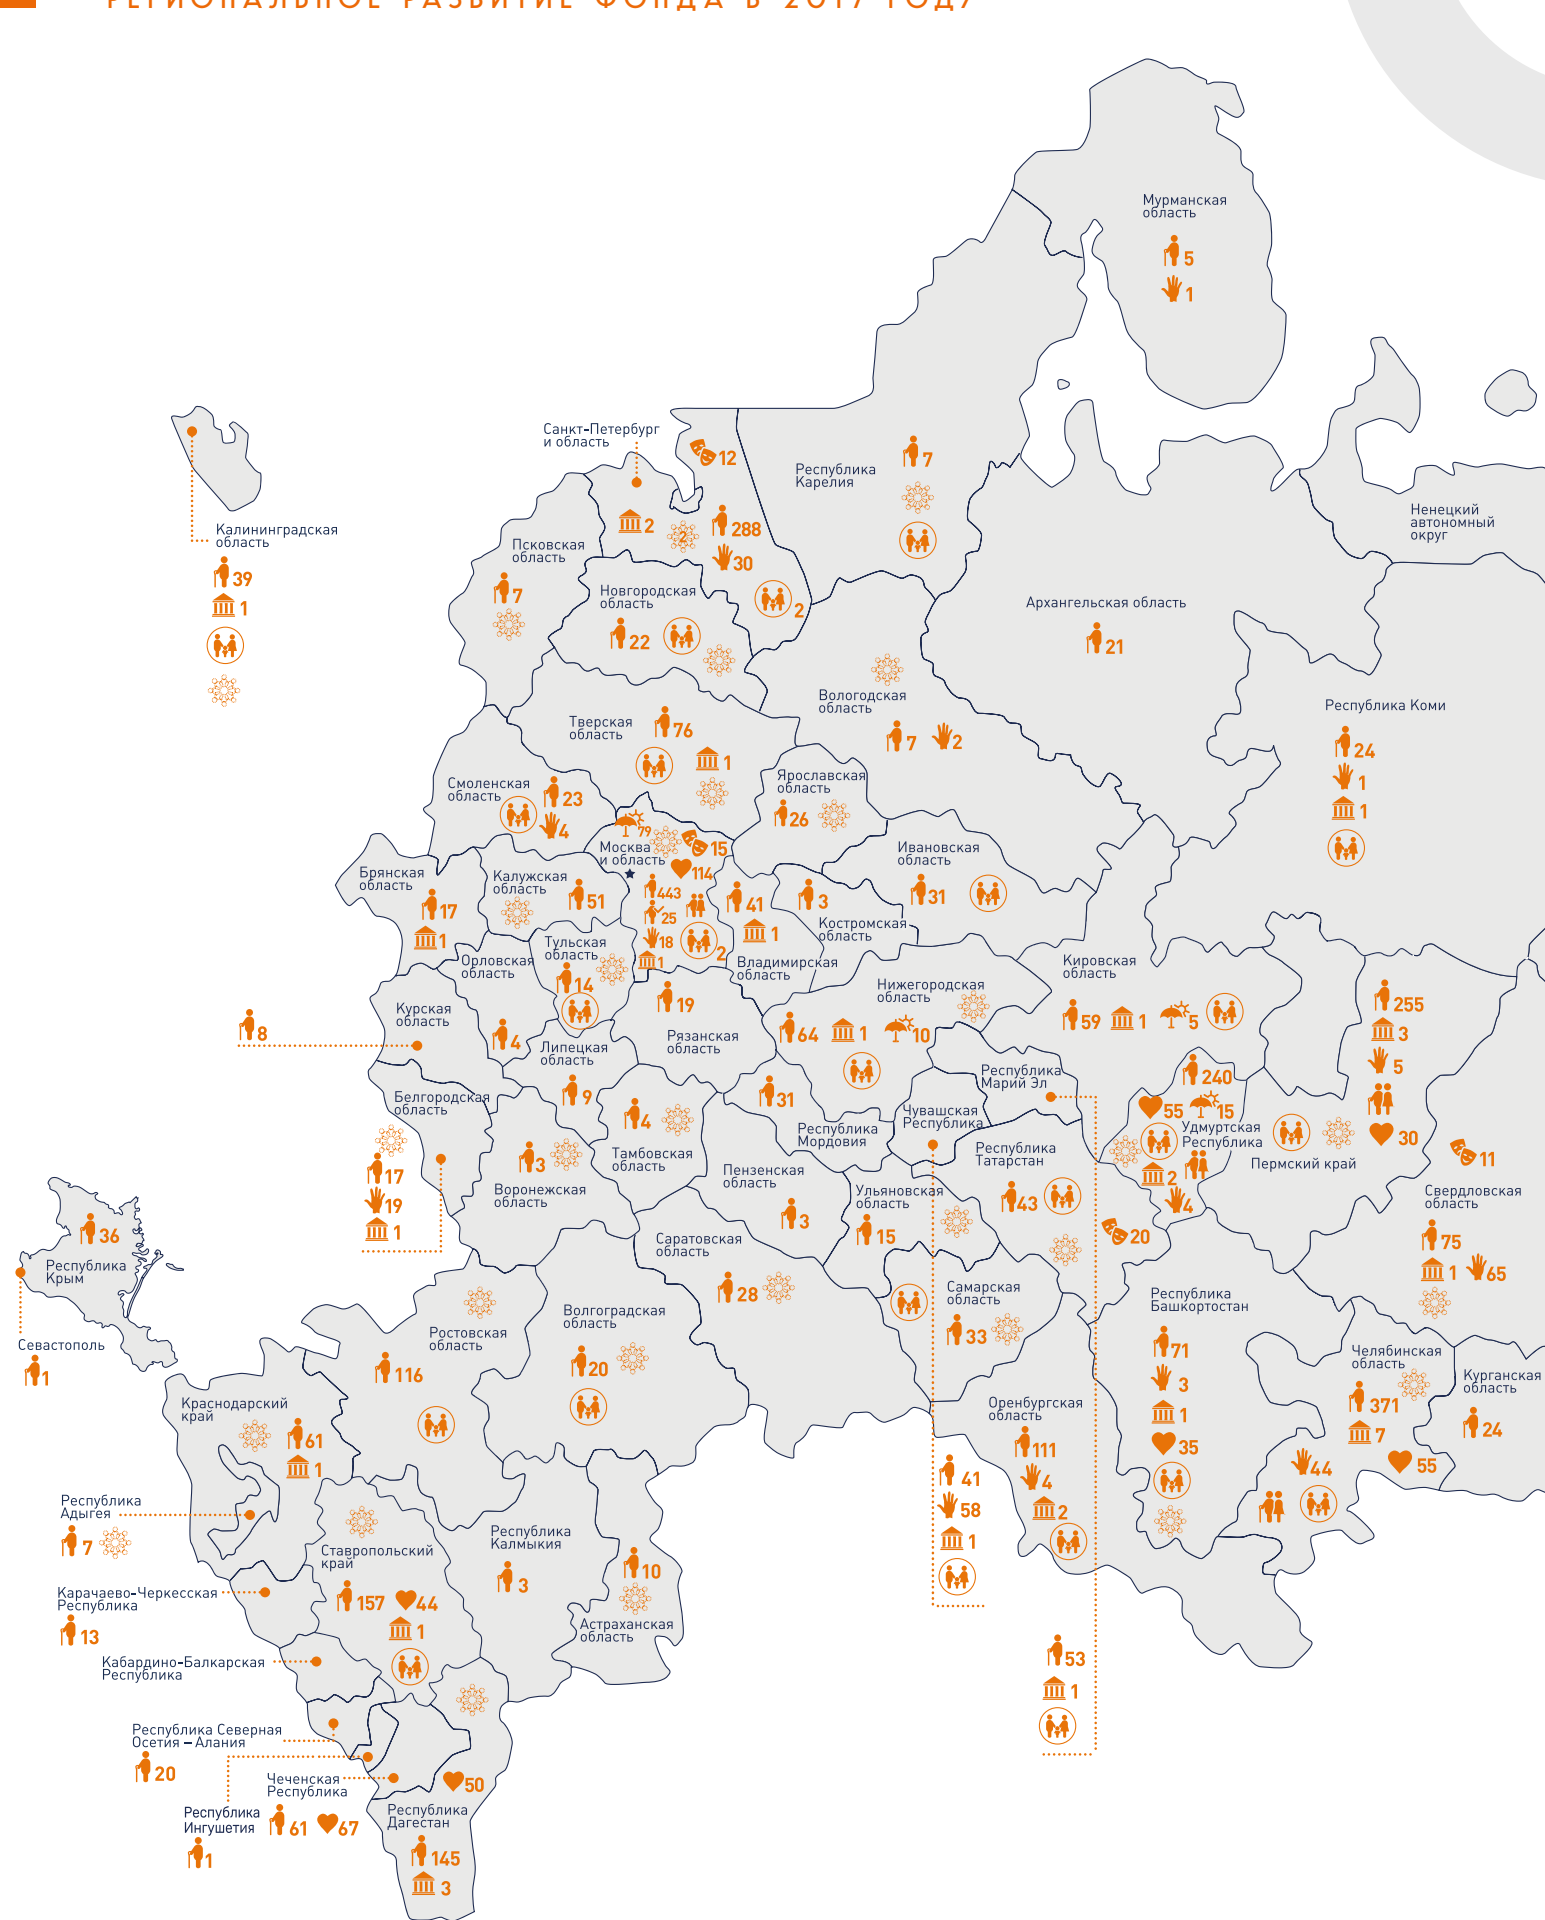 РЕГИОНАЛЬНОЕ РАЗВИТИЕ ФОНДА В 2017 ГОДУ
Мурманская
область
5
1
Санкт-Петербург
и область
12
2
2
288
30
2
Республика
Карелия
7
Ненецкий
автономный
округ
Калининградская
область
39
1
Псковская
область
7
Новгородская
область
22
Архангельская область
21
Вологодская
область
7
2
Республика Коми
24
1
1
Тверская
область
76
1
Смоленская
область
23
4
Ярославская
область
26
79
Москва
и область
15
114
443
25
18
2
1
Ивановская
область
31
Брянская
область
17
1
Калужская
область
51
41
1
Владимирская
область
3
Костромская
область
Тульская
область
14
Орловская
область
4
Курская
область
8
19
Рязанская
область
Нижегородская
область
64
1
10
Кировская
область
59
1
5
255
3
5
30
Пермский край
Липецкая
область
9
Белгородская
область
17
19
1
4
Тамбовская
область
31
Республика
Мордовия
Чувашская
Республика
Республика
Марий Эл
240
55
15
Удмуртская
Республика
2
4
3
Воронежская
область
Пензенская
область
3
Республика
Татарстан
43
20
11
Свердловская
область
75
1
65
Ульяновская
область
15
Саратовская
область
28
36
Республика
Крым
Севастополь
1
Самарская
область
33
Республика
Башкортостан
71
3
1
35
Волгоградская
область
20
Ростовская
область
116
Челябинская
область
371
7
55
44
Курганская
область
24
Краснодарский
край
61
1
Оренбургская
область
111
4
2
41
58
1
Республика
Адыгея
7
Ставропольский
край
157
44
1
Республика
Калмыкия
3
10
Астраханская
область
Карачаево-Черкесская
Республика
13
Кабардино-Балкарская
Республика
53
1
Республика Северная
Осетия – Алания
20
Чеченская
Республика
61
67
50
Республика
Ингушетия
1
Республика
Дагестан
145
3